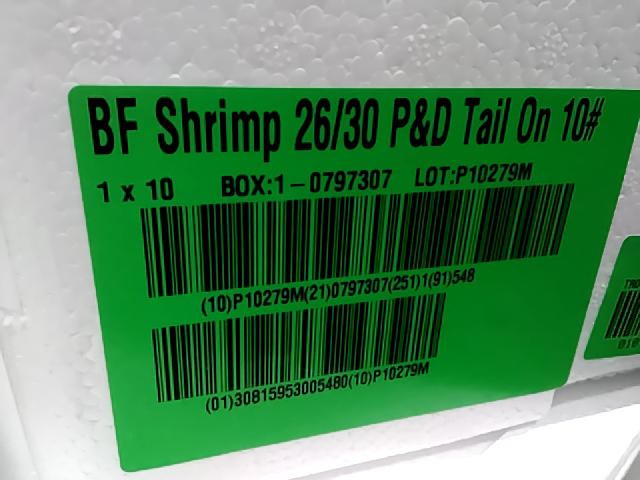 BF Shrimp 26/30 P&D Tail On 10#
1 x 10 BOX:1-0797307 LOT:P10279M
(10)P10279M(21)0797307(251)1(91)548
(01)30815953005480(10)P10279M